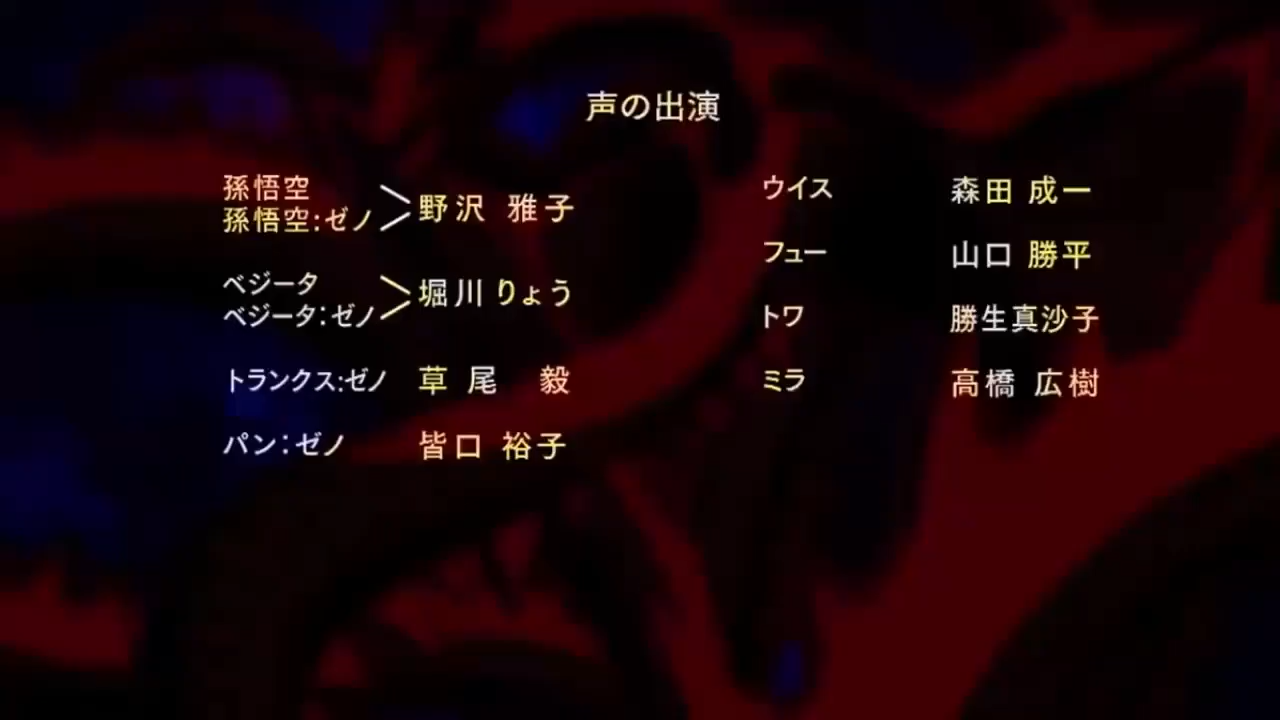 声の出演
孫悟空
孫悟空:ゼノ
野沢 雅子
ベジータ
ベジータ:ゼノ
堀川 りょう
トランクス:ゼノ 草尾 毅
パン:ゼノ 皆口 裕子
ウイス 森田 成一
フュー 山口 勝平
トワ 勝生真沙子
ミラ 高橋 広樹